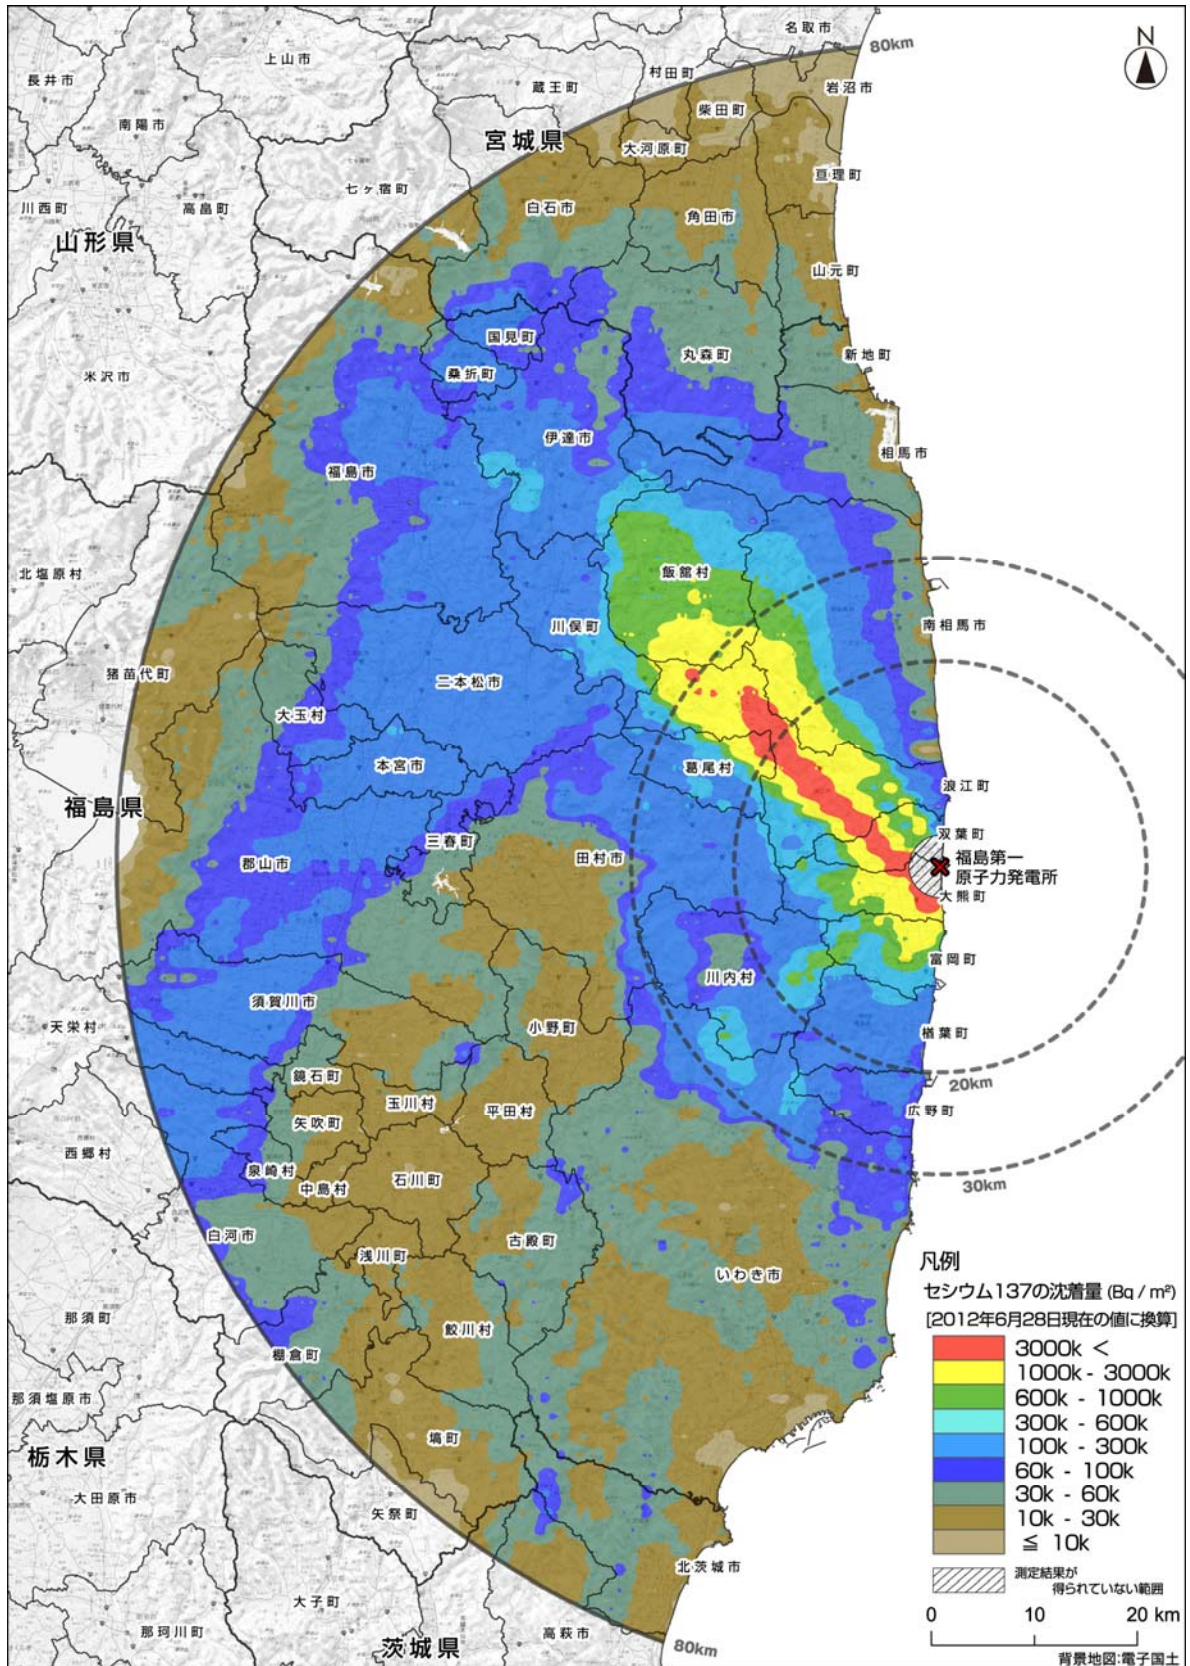 N
80km
名取市
上山市
村田町
長井市
蔵王町
岩沼市
柴田町
南陽市
宮城県
大河原町
亘理町
七ヶ宿町
川西町
高畠町
白石市
角田市
山形県
山元町
国見町
新地町
丸森町
桑折町
米沢市
伊達市
相馬市
福島市
飯舘村
北塩原村
川俣町
南相馬市
猪苗代町
二本松市
大玉村
本宮市
葛尾村
浪江町
福島県
双葉町
三春町
田村市
郡山市
福島第一
原子力発電所
大熊町
富岡町
川内村
須賀川市
天栄村
小野町
楢葉町
鏡石町
20km
玉川村
平田村
広野町
矢吹町
西郷村
泉崎村
石川町
30km
中島村
白河市
古殿町
浅川町
いわき市
那須町
鮫川村
棚倉町
那須塩原市
塙町
栃木県
大田原市
矢祭町
北茨城市
大子町
那珂川町
高萩市
茨城県
80km
凡例
セシウム137の沈着量 (Bq / m²)
[2012年6月28日現在の値に換算]
3000k <
1000k - 3000k
600k - 1000k
300k - 600k
100k - 300k
60k - 100k
30k - 60k
10k - 30k
≦ 10k
測定結果が
得られていない範囲
0 10 20 km
背景地図:電子国土